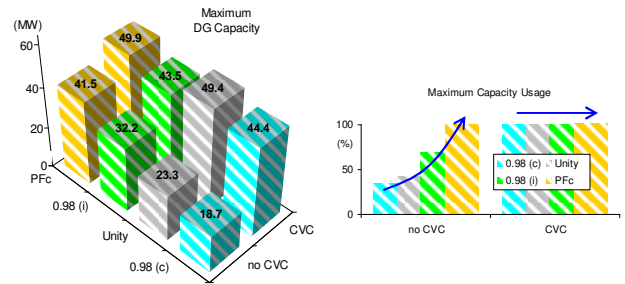 (MW)
Maximum
DG Capacity
60
40
20
0
49.9
41.5
43.5
49.4
32.2
44.4
23.3
18.7
PFc
0.98 (i)
Unity
0.98 (c)
CVC
no CVC
Maximum Capacity Usage
100
(%)
50
0
0.98 (c) Unity
0.98 (i) PFc
no CVC CVC